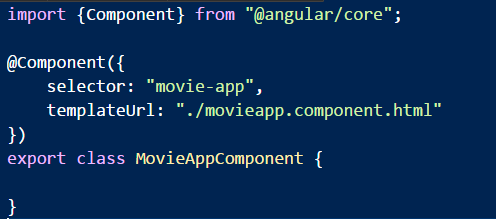 import {Component} from "@angular/core";
@Component({
selector: "movie-app",
templateUrl: "./movieapp.component.html"
})
export class MovieAppComponent {
}